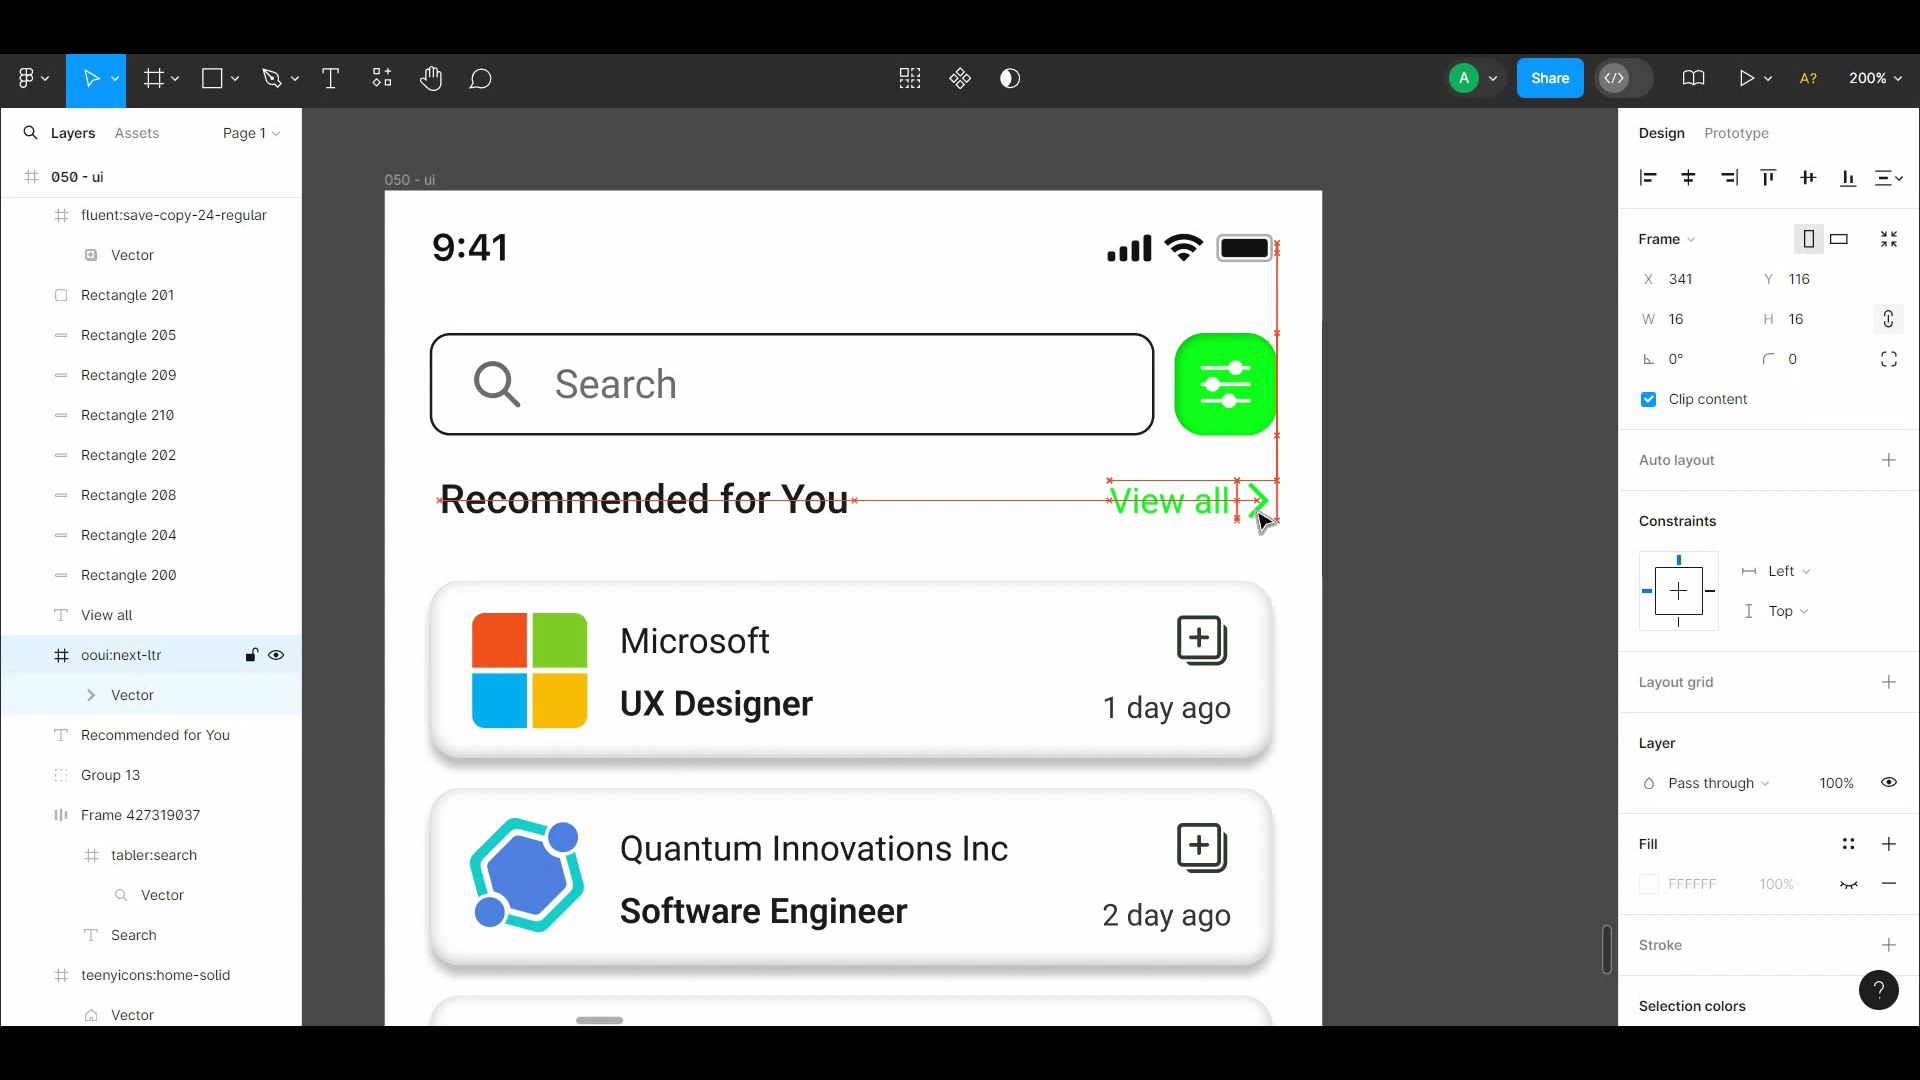 A
Share
A?
200%
Layers Assets Page 1
050 - ui
fluent:save-copy-24-regular
Vector
Rectangle 201
Rectangle 205
Rectangle 209
Rectangle 210
Rectangle 202
Rectangle 208
Rectangle 204
Rectangle 200
View all
ooui:next-ltr
Vector
Recommended for You
Group 13
Frame 427319037
tabler:search
Vector
Search
teenyicons:home-solid
Vector
050 - ui
9:41
Search
Recommended for You View all
Microsoft
UX Designer
1 day ago
Quantum Innovations Inc
Software Engineer
2 day ago
Design Prototype
Frame
X 341 Y 116
W 16 H 16
0° 0
Clip content
Auto layout
Constraints
Left
Top
Layout grid
Layer
Pass through 100%
Fill
FFFFFF 100%
Stroke
Selection colors
?